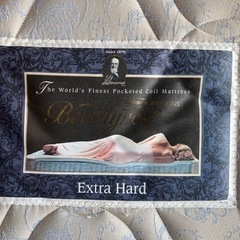 Since 1870
The World's Finest Pocketed Coil Mattress
Extra Hard